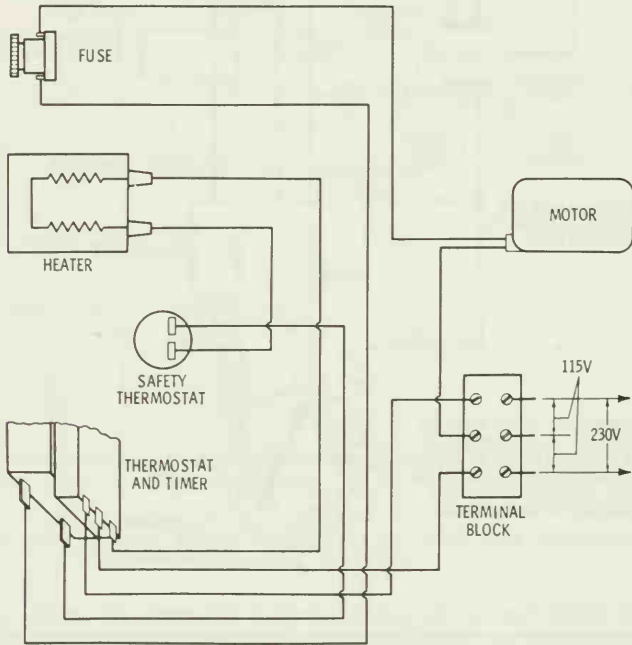 FUSE
MOTOR
HEATER
SAFETY
THERMOSTAT
115V
230V
THERMOSTAT
AND TIMER
TERMINAL
BLOCK